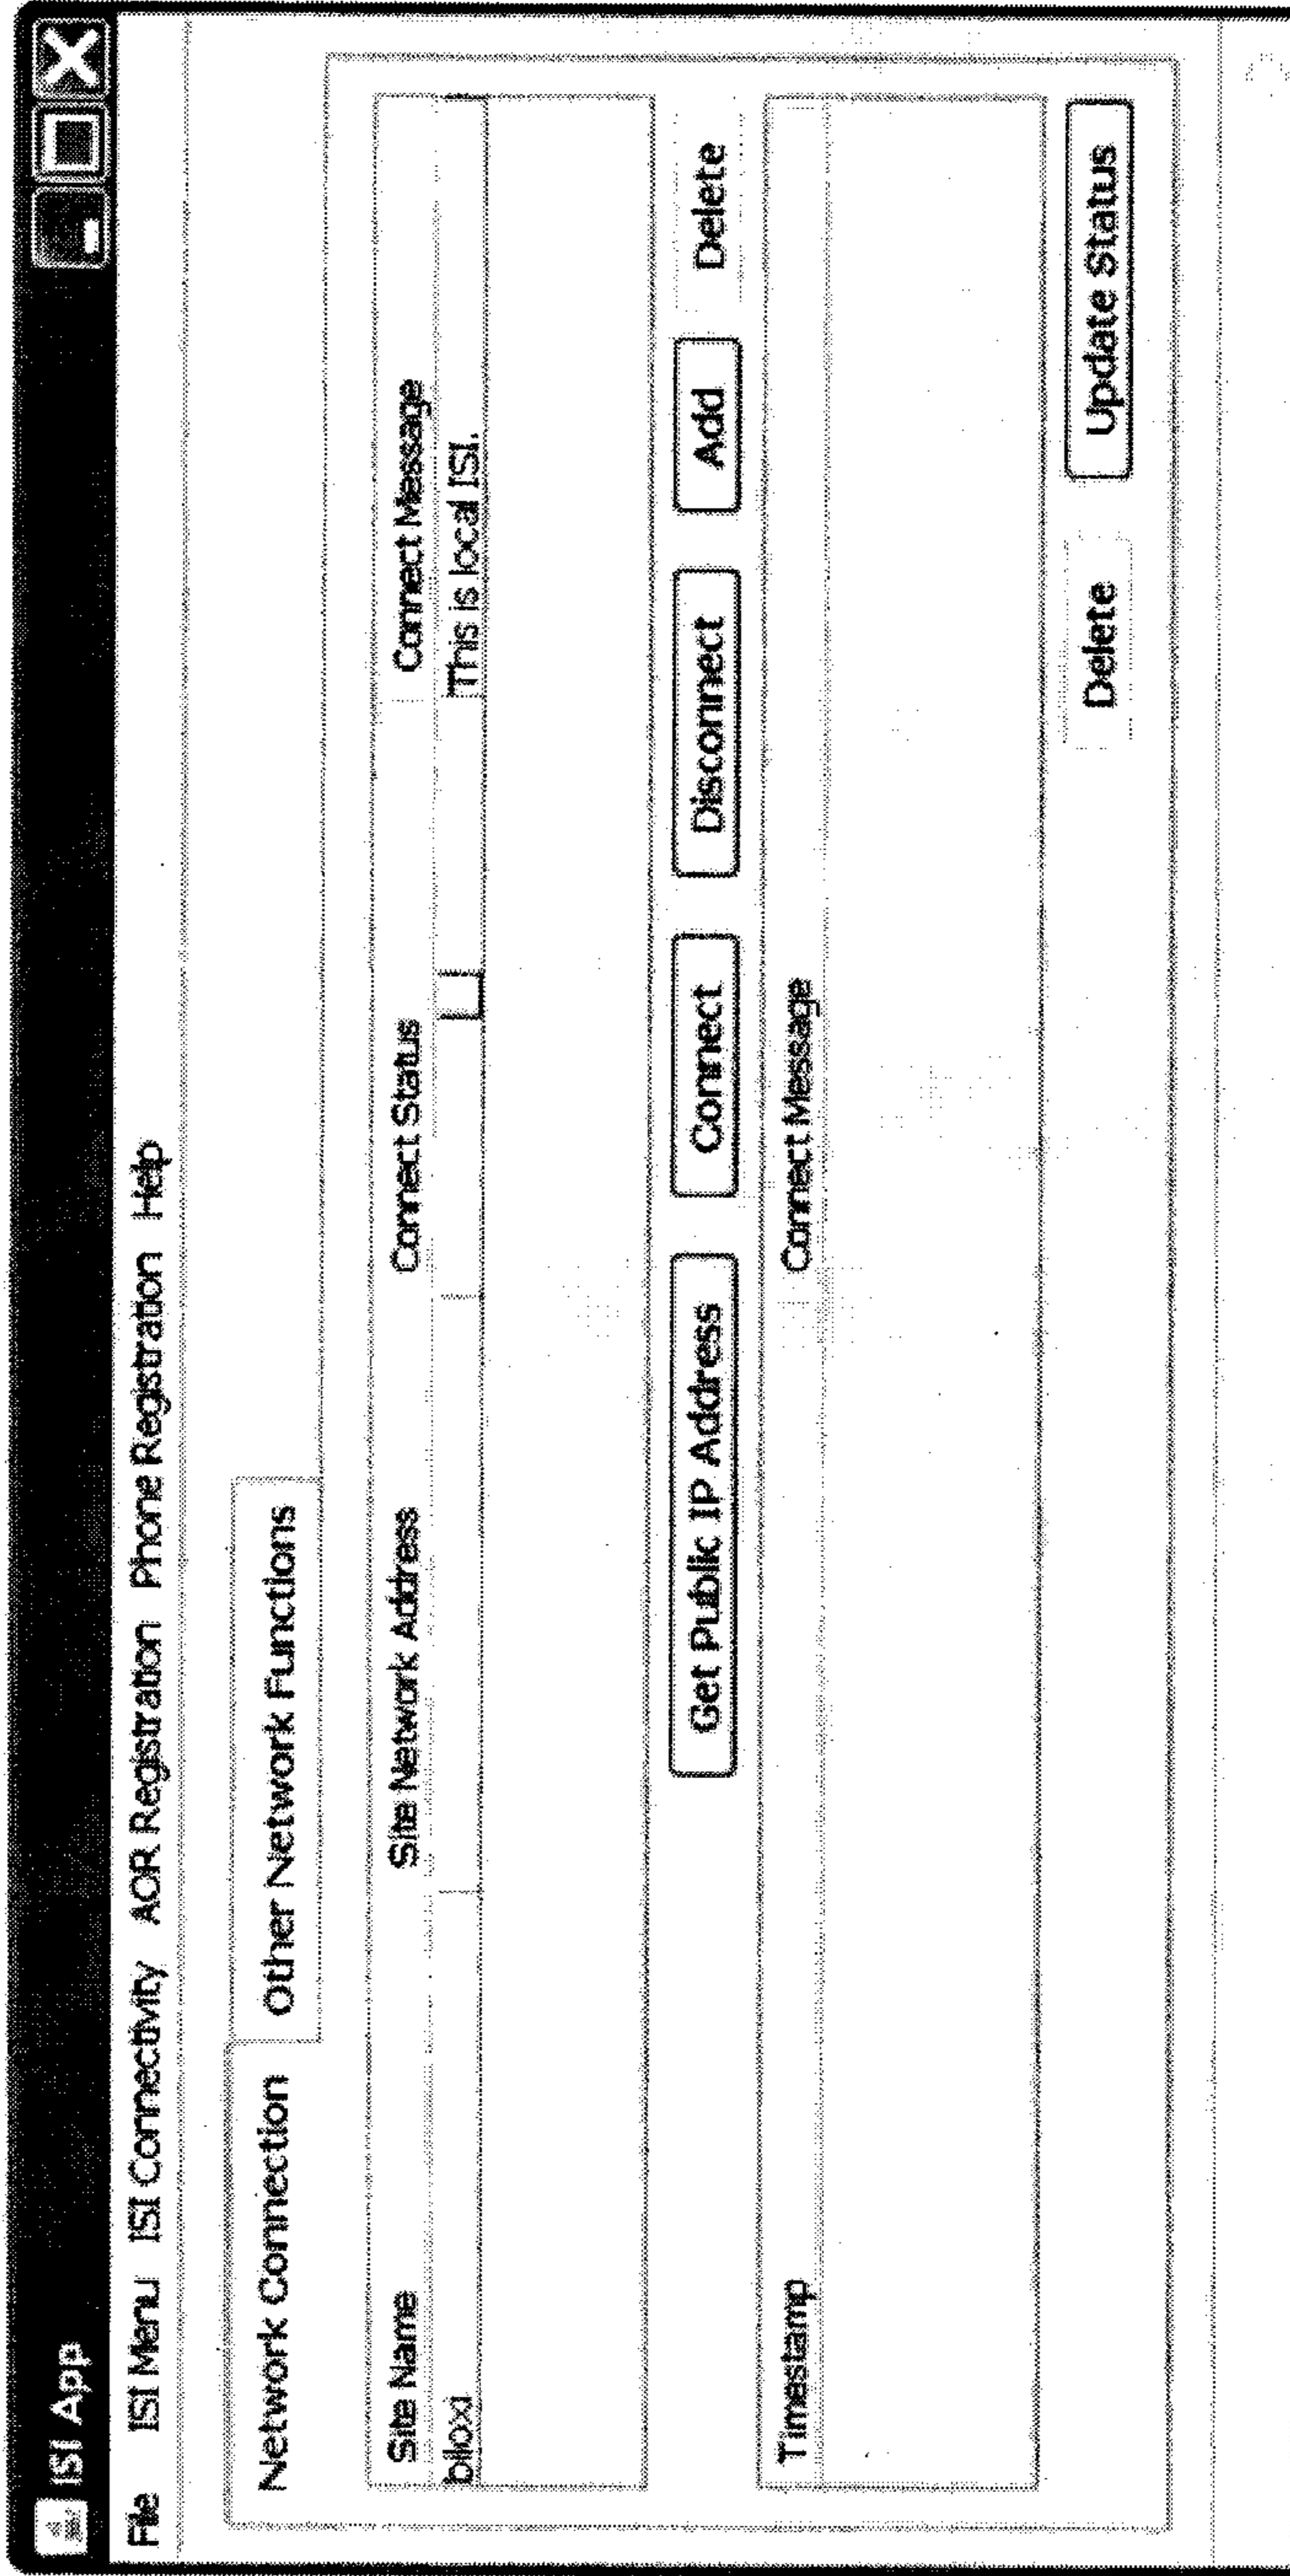 ISI App
File ISI Menu ISI Connectivity AOR Registration Phone Registration Help
Network Connection Other Network Functions
Site Name Site Network Address Connect Status Connect Message
biloxi This is local ISI.
Get Public IP Address Connect Disconnect Add Delete
Timestamp Connect Message
Delete Update Status